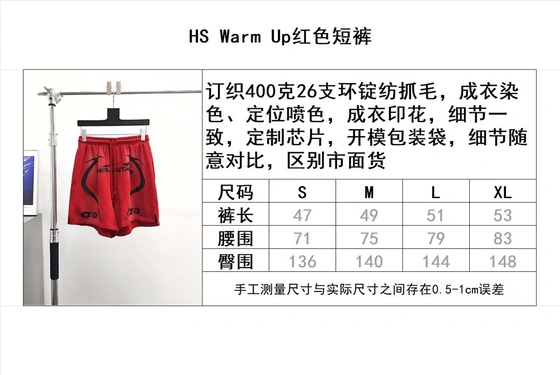 HS Warm Up红色短裤
订织400克26支环锭纺抓毛，成衣染
色、定位喷色，成衣印花，细节一
致，定制芯片，开模包装袋，细节随
意对比，区别市面货
尺码 S M L XL
裤长 47 49 51 53
腰围 71 75 79 83
臀围 136 140 144 148
手工测量尺寸与实际尺寸之间存在0.5-1cm误差